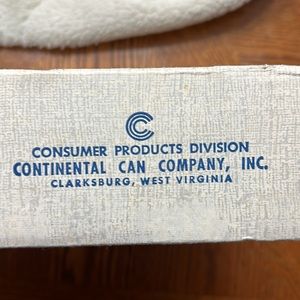 CONSUMER PRODUCTS DIVISION
CONTINENTAL CAN COMPANY, INC.
CLARKSBURG, WEST VIRGINIA